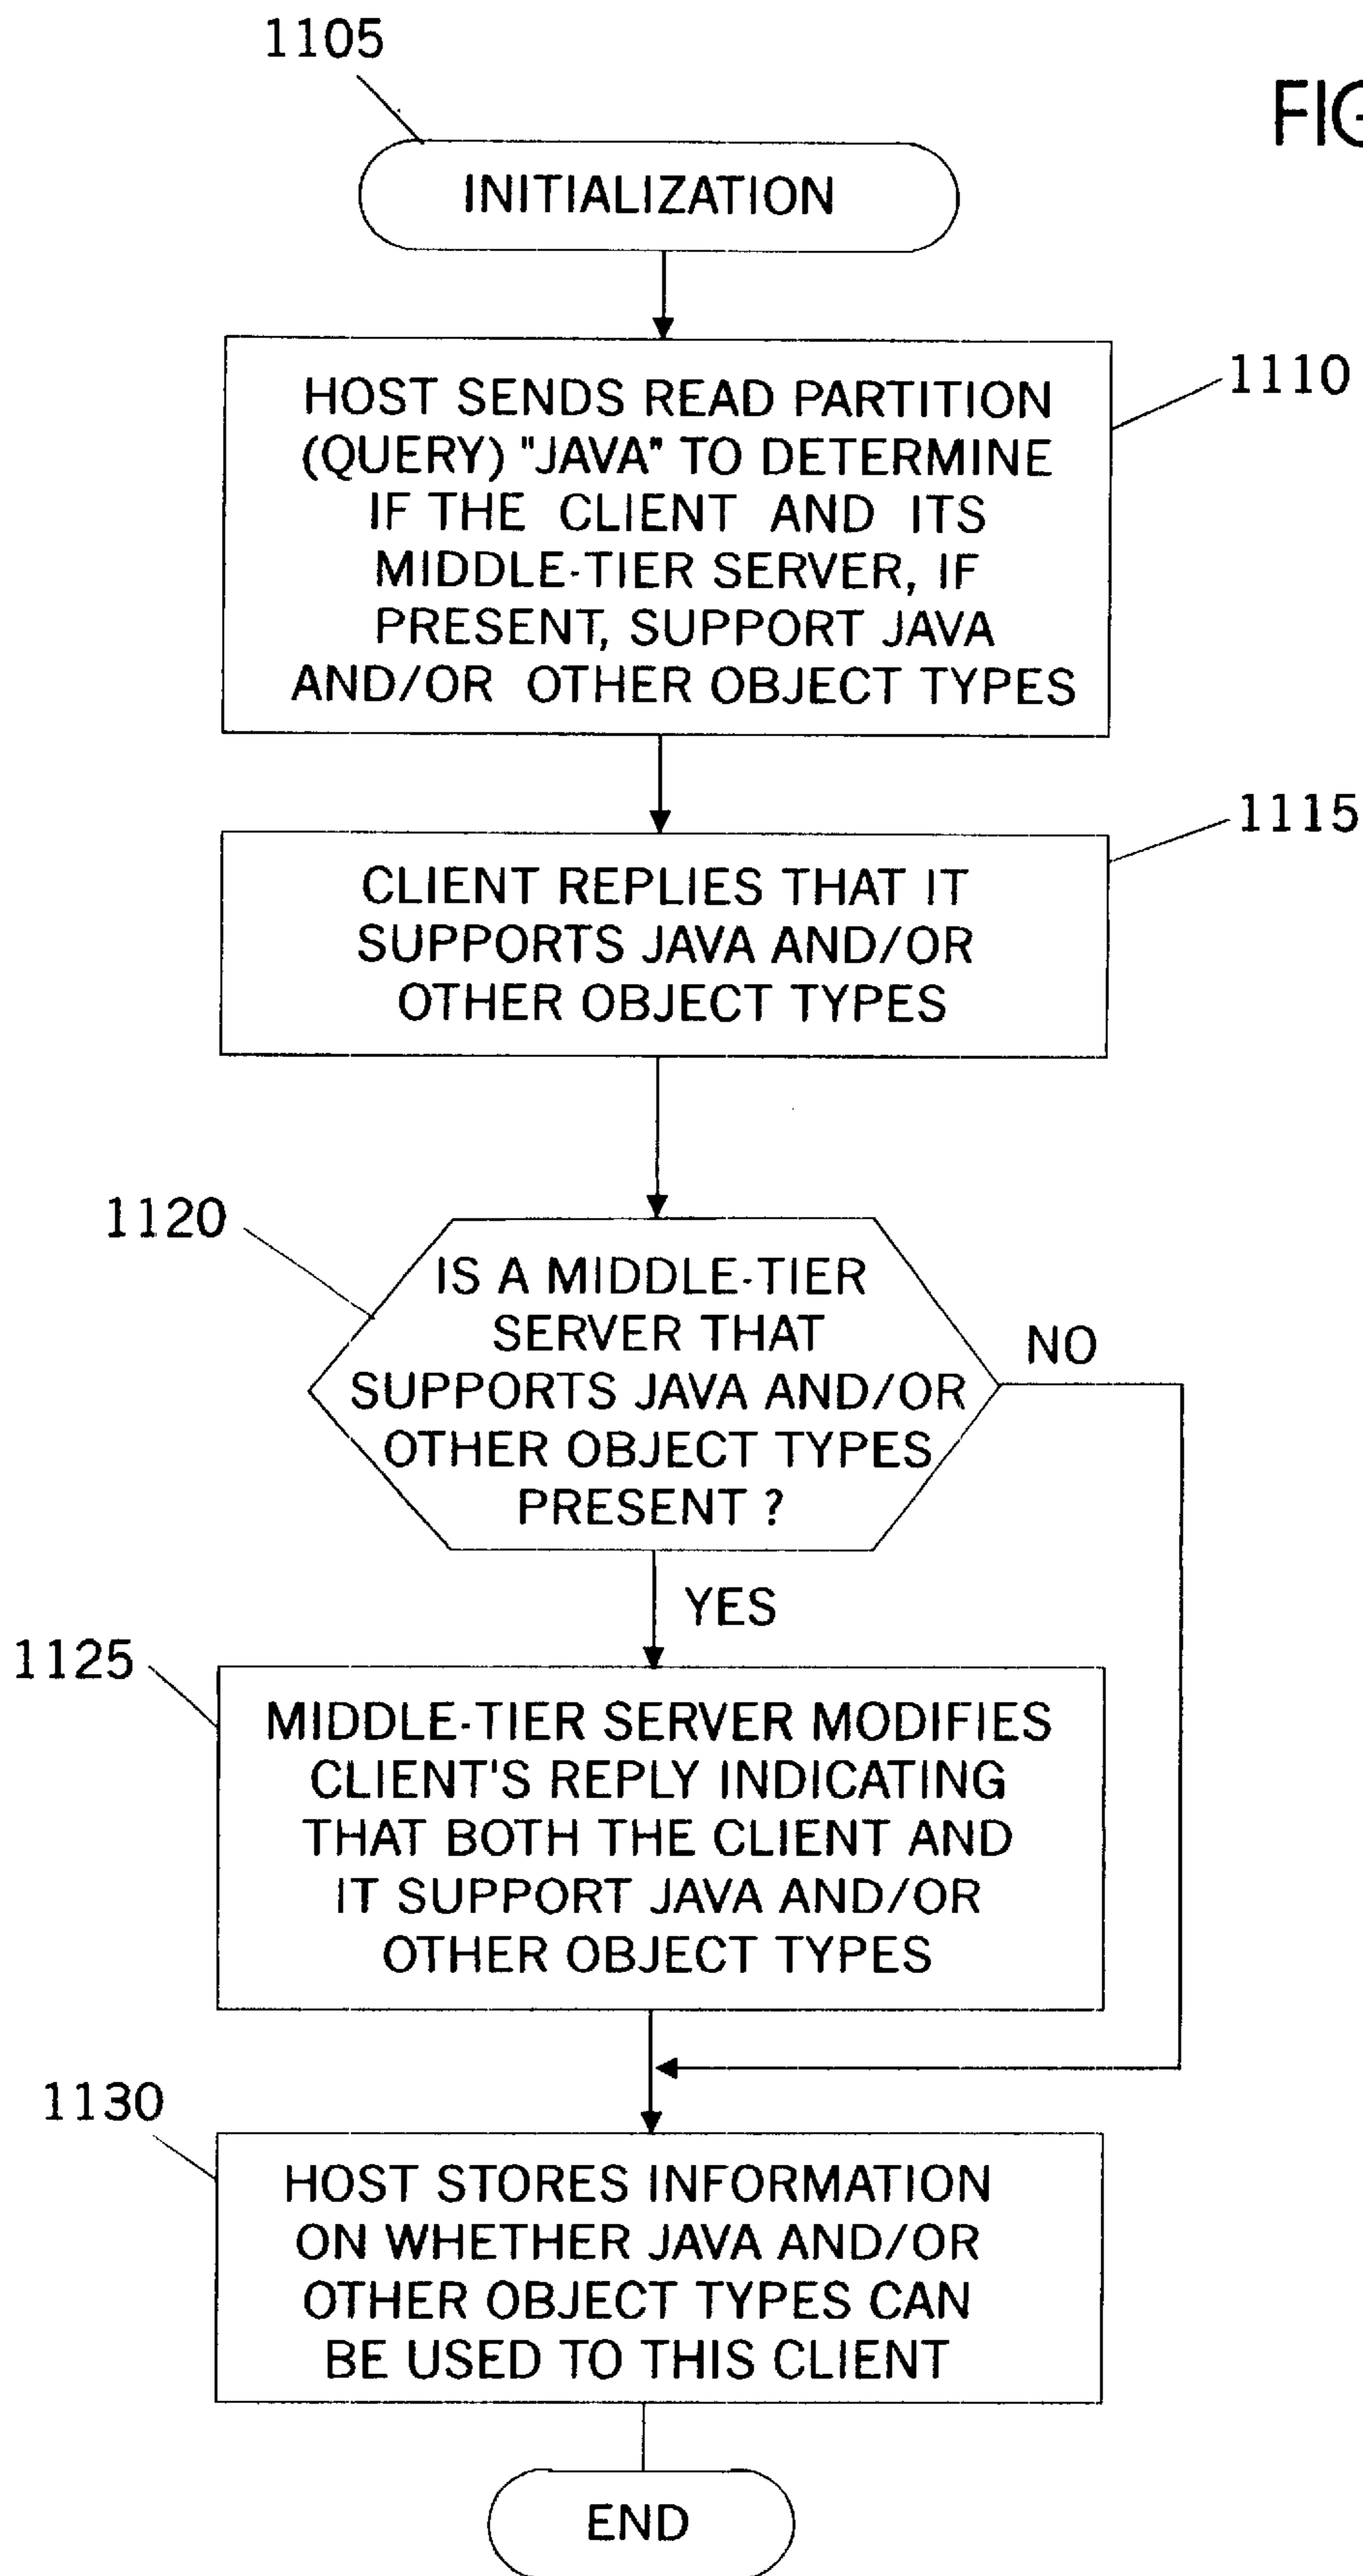 1105
FIG
INITIALIZATION
HOST SENDS READ PARTITION
(QUERY) "JAVA" TO DETERMINE
IF THE CLIENT AND ITS
MIDDLE-TIER SERVER, IF
PRESENT, SUPPORT JAVA
AND/OR OTHER OBJECT TYPES
1110
CLIENT REPLIES THAT IT
SUPPORTS JAVA AND/OR
OTHER OBJECT TYPES
1115
1120
IS A MIDDLE-TIER
SERVER THAT
SUPPORTS JAVA AND/OR
OTHER OBJECT TYPES
PRESENT ?
NO
YES
1125
MIDDLE-TIER SERVER MODIFIES
CLIENT'S REPLY INDICATING
THAT BOTH THE CLIENT AND
IT SUPPORT JAVA AND/OR
OTHER OBJECT TYPES
1130
HOST STORES INFORMATION
ON WHETHER JAVA AND/OR
OTHER OBJECT TYPES CAN
BE USED TO THIS CLIENT
END